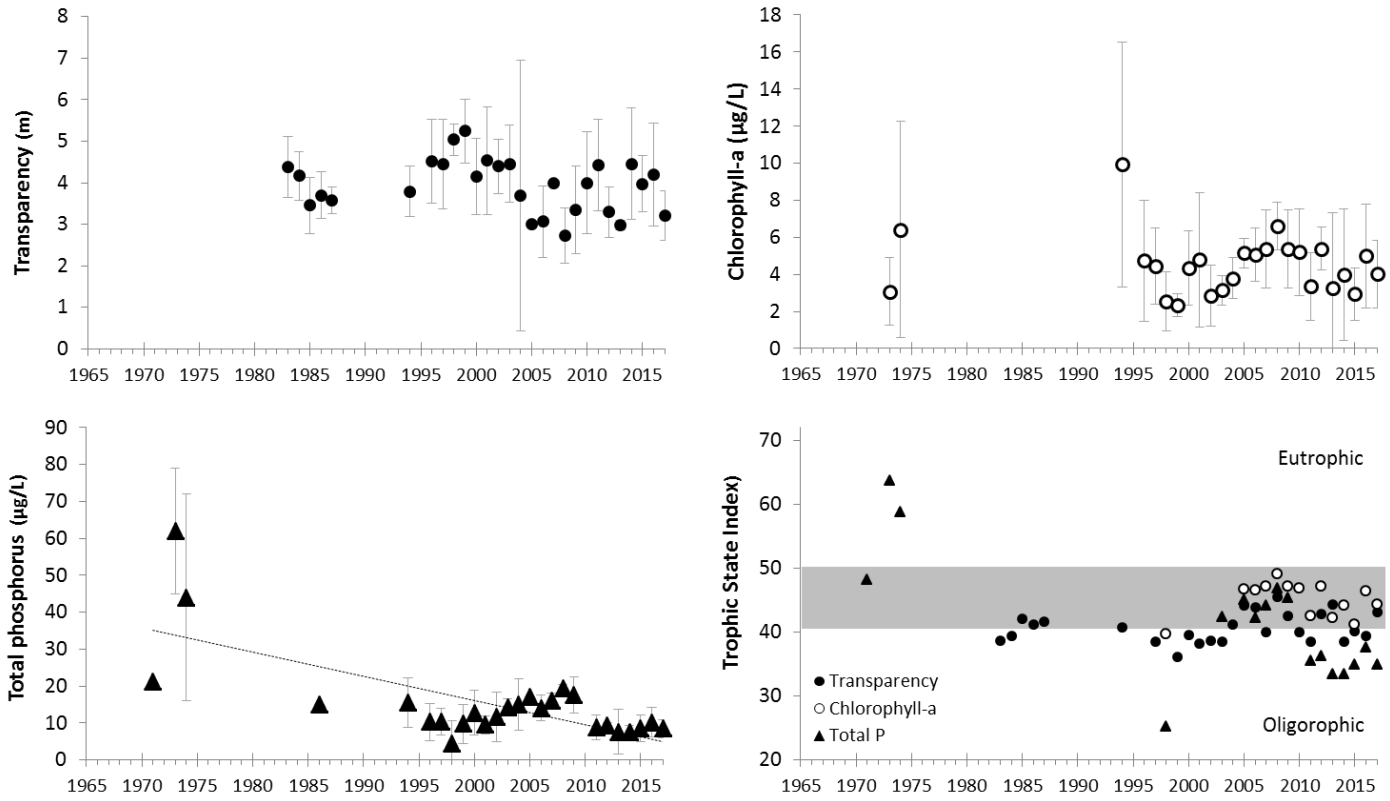 Transparency (m)
8
7
6
5
4
3
2
1
0
1965 1970 1975 1980 1985 1990 1995 2000 2005 2010 2015
Chlorophyll-a (µg/L)
18
16
14
12
10
8
6
4
2
0
1965 1970 1975 1980 1985 1990 1995 2000 2005 2010 2015
Total phosphorus (µg/L)
90
80
70
60
50
40
30
20
10
0
1965 1970 1975 1980 1985 1990 1995 2000 2005 2010 2015
Trophic State Index
70
60
50
40
30
20
Eutrophic
Transparency
Chlorophyll-a
Total P
Oligorophic
1965 1970 1975 1980 1985 1990 1995 2000 2005 2010 2015